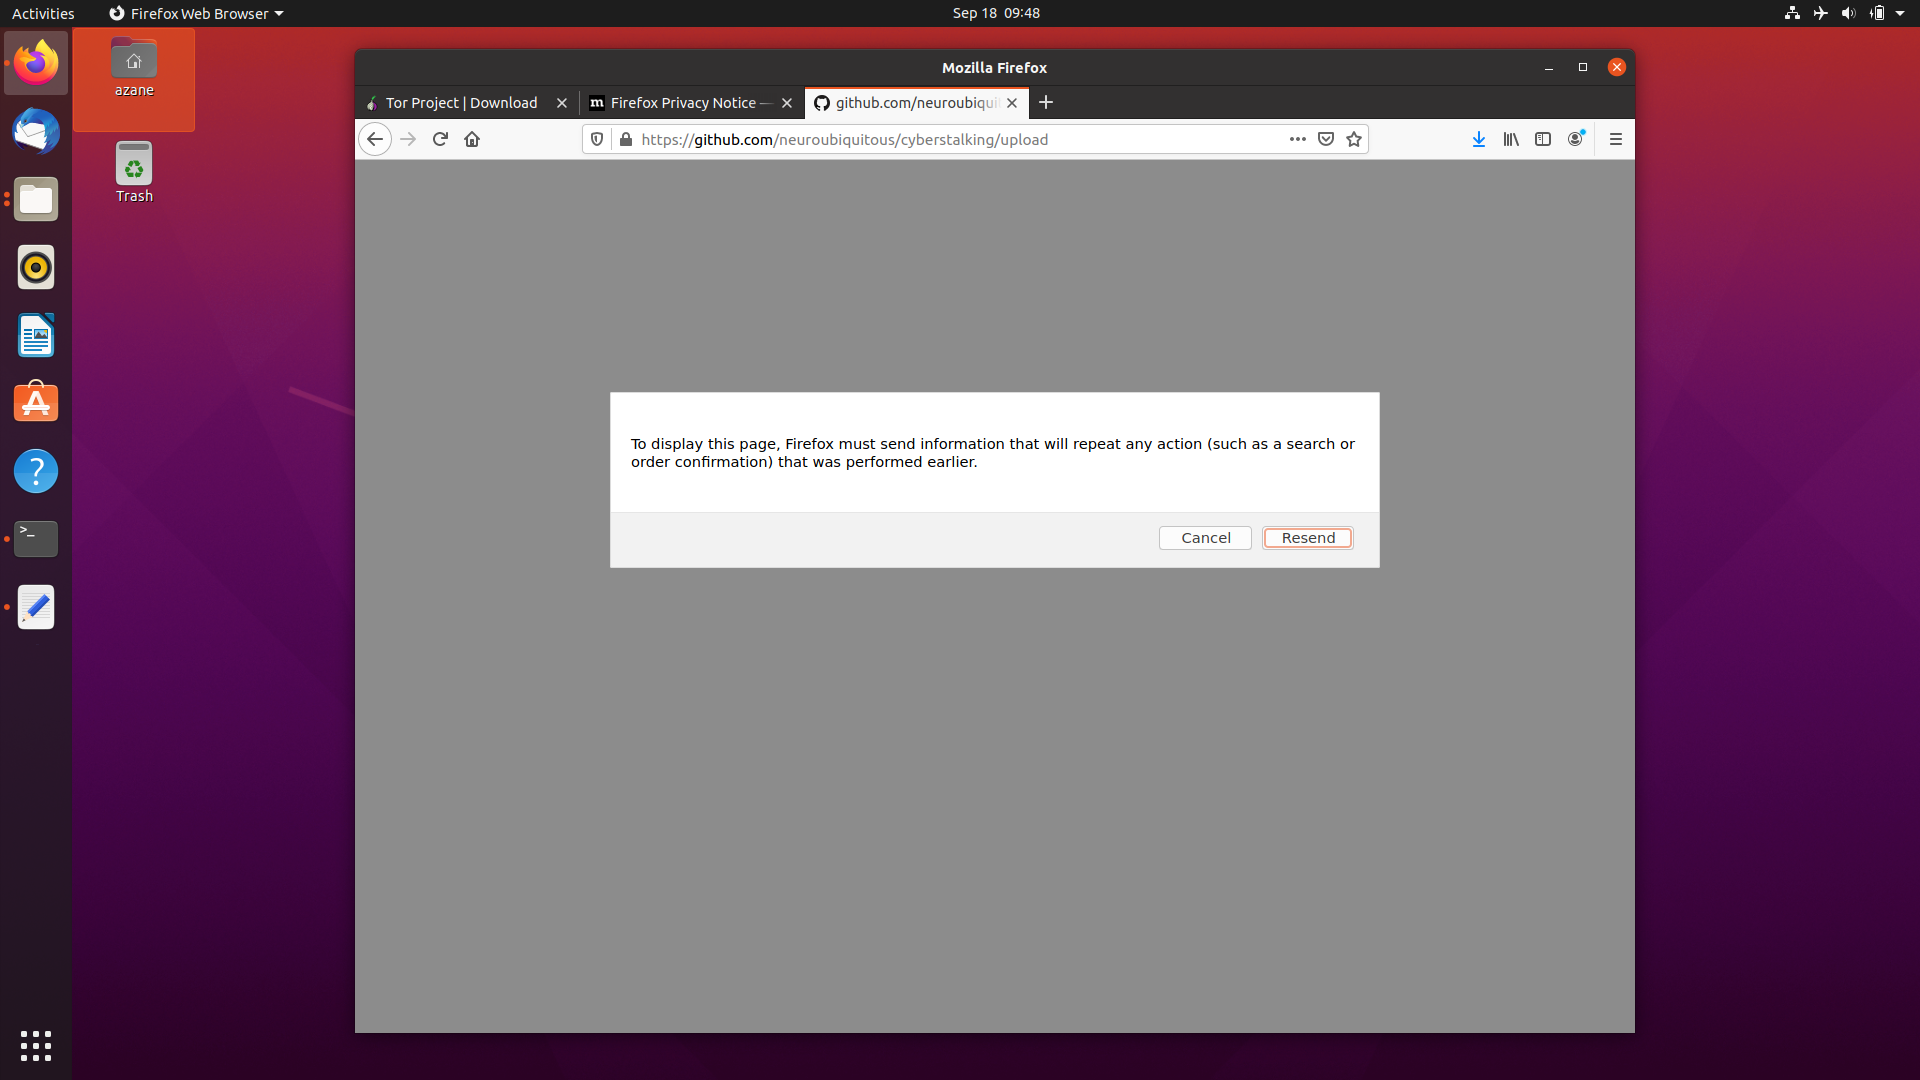 Activities
Firefox Web Browser
Sep 18 09:48
azane
Trash
Mozilla Firefox
Tor Project | Download
Firefox Privacy Notice —
github.com/neuroubiqui
https://github.com/neuroubiquitous/cyberstalking/upload
To display this page, Firefox must send information that will repeat any action (such as a search or
order confirmation) that was performed earlier.
Cancel
Resend